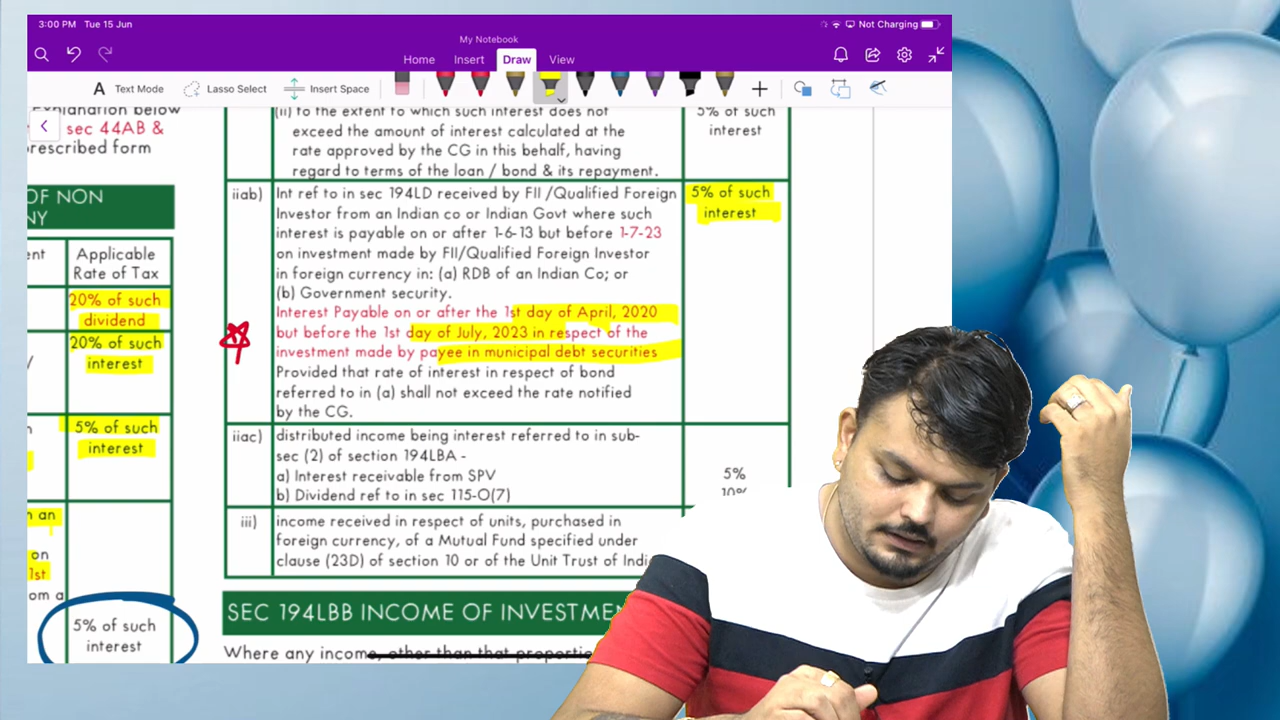 3:00 PM Tue 15 Jun
Not Charging
My Notebook
Home Insert Draw View
A Text Mode
Lasso Select
Insert Space
Explanation below
sec 44AB &
prescribed form
OF NON
NY
ent
Applicable
Rate of Tax
20% of such
dividend
20% of such
interest
5% of such
interest
n an
on
1st
om a
5% of such
interest
(ii) to the extent to which such interest does not
exceed the amount of interest calculated at the
rate approved by the CG in this behalf, having
regard to terms of the loan / bond & its repayment.
5% of such
interest
iiab) Int ref to in sec 194LD received by FII /Qualified Foreign
Investor from an Indian co or Indian Govt where such
interest is payable on or after 1-6-13 but before 1-7-23
on investment made by FII/Qualified Foreign Investor
in foreign currency in: (a) RDB of an Indian Co; or
(b) Government security.
Interest Payable on or after the 1st day of April, 2020
but before the 1st day of July, 2023 in respect of the
investment made by payee in municipal debt securities
Provided that rate of interest in respect of bond
referred to in (a) shall not exceed the rate notified
by the CG.
5% of such
interest
iiac) distributed income being interest referred to in sub-
sec (2) of section 194LBA -
a) Interest receivable from SPV
b) Dividend ref to in sec 115-O(7)
5%
10%
iii) income received in respect of units, purchased in
foreign currency, of a Mutual Fund specified under
clause (23D) of section 10 or of the Unit Trust of Indi
SEC 194LBB INCOME OF INVESTMEN
Where any income, other than that proportio